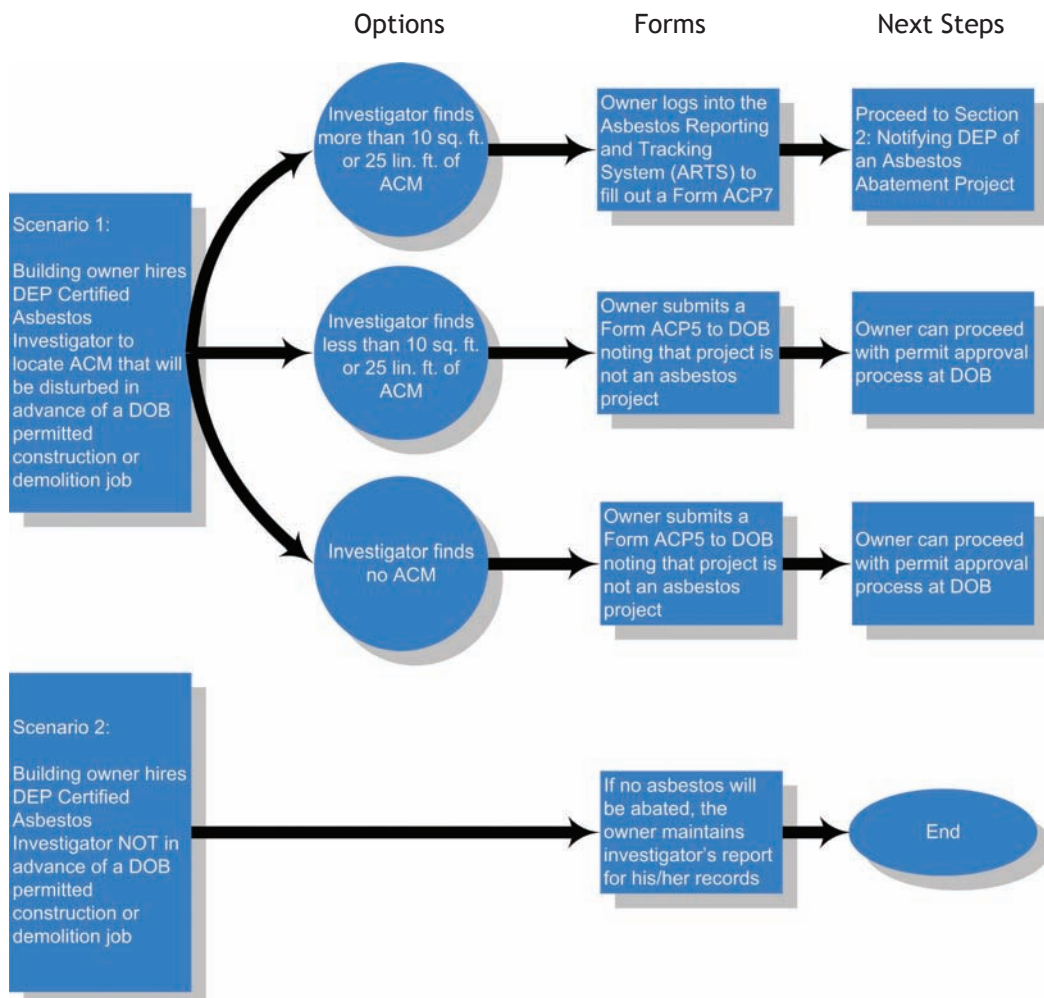 Options
Forms
Next Steps
Scenario 1:
Building owner hires
DEP Certified
Asbestos
Investigator to
locate ACM that will
be disturbed in
advance of a DOB
permitted
construction or
demolition job
Investigator finds
more than 10 sq. ft.
or 25 lin. ft. of
ACM
Owner logs into the
Asbestos Reporting
and Tracking
System (ARTS) to
fill out a Form ACP7
Proceed to Section
2: Notifying DEP of
an Asbestos
Abatement Project
Investigator finds
less than 10 sq. ft.
or 25 lin. ft. of
ACM
Owner submits a
Form ACP5 to DOB
noting that project is
not an asbestos
project
Owner can proceed
with permit approval
process at DOB
Investigator finds
no ACM
Owner submits a
Form ACP5 to DOB
noting that project is
not an asbestos
project
Owner can proceed
with permit approval
process at DOB
Scenario 2:
Building owner hires
DEP Certified
Asbestos
Investigator NOT in
advance of a DOB
permitted
construction or
demolition job
If no asbestos will
be abated, the
owner maintains
investigator's report
for his/her records
End